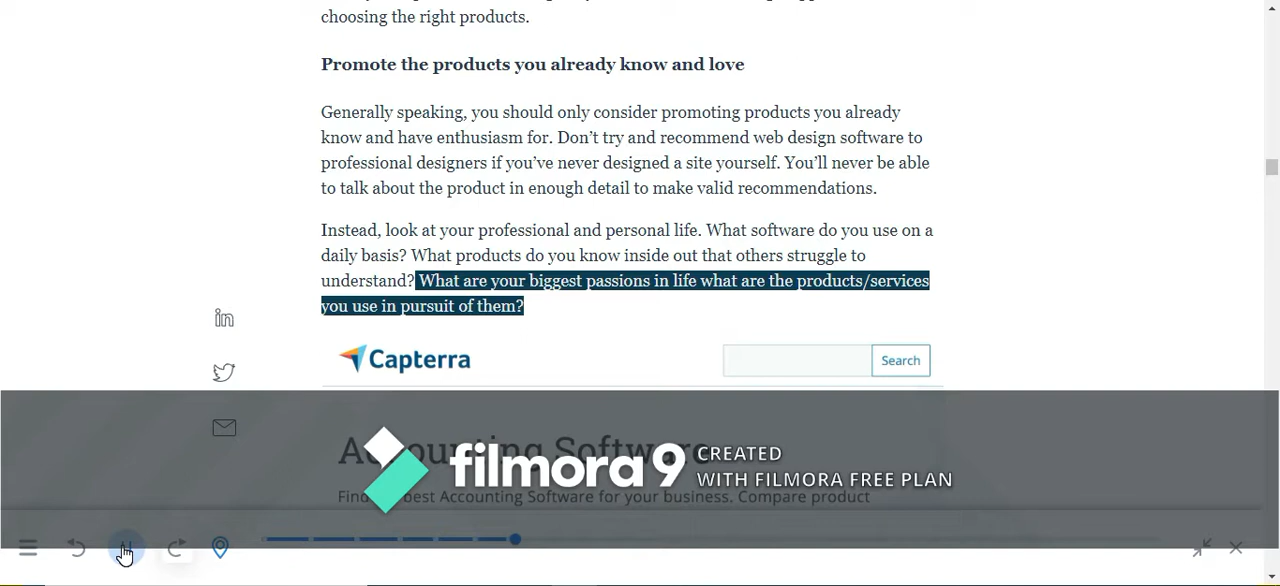 choosing the right products.
Promote the products you already know and love
Generally speaking, you should only consider promoting products you already
know and have enthusiasm for. Don’t try and recommend web design software to
professional designers if you’ve never designed a site yourself. You’ll never be able
to talk about the product in enough detail to make valid recommendations.
Instead, look at your professional and personal life. What software do you use on a
daily basis? What products do you know inside out that others struggle to
understand? What are your biggest passions in life what are the products/services
you use in pursuit of them?
in
Capterra
Search
Accounting Software
filmora9
CREATED
WITH FILMORA FREE PLAN
Find best Accounting Software for your business. Compare product